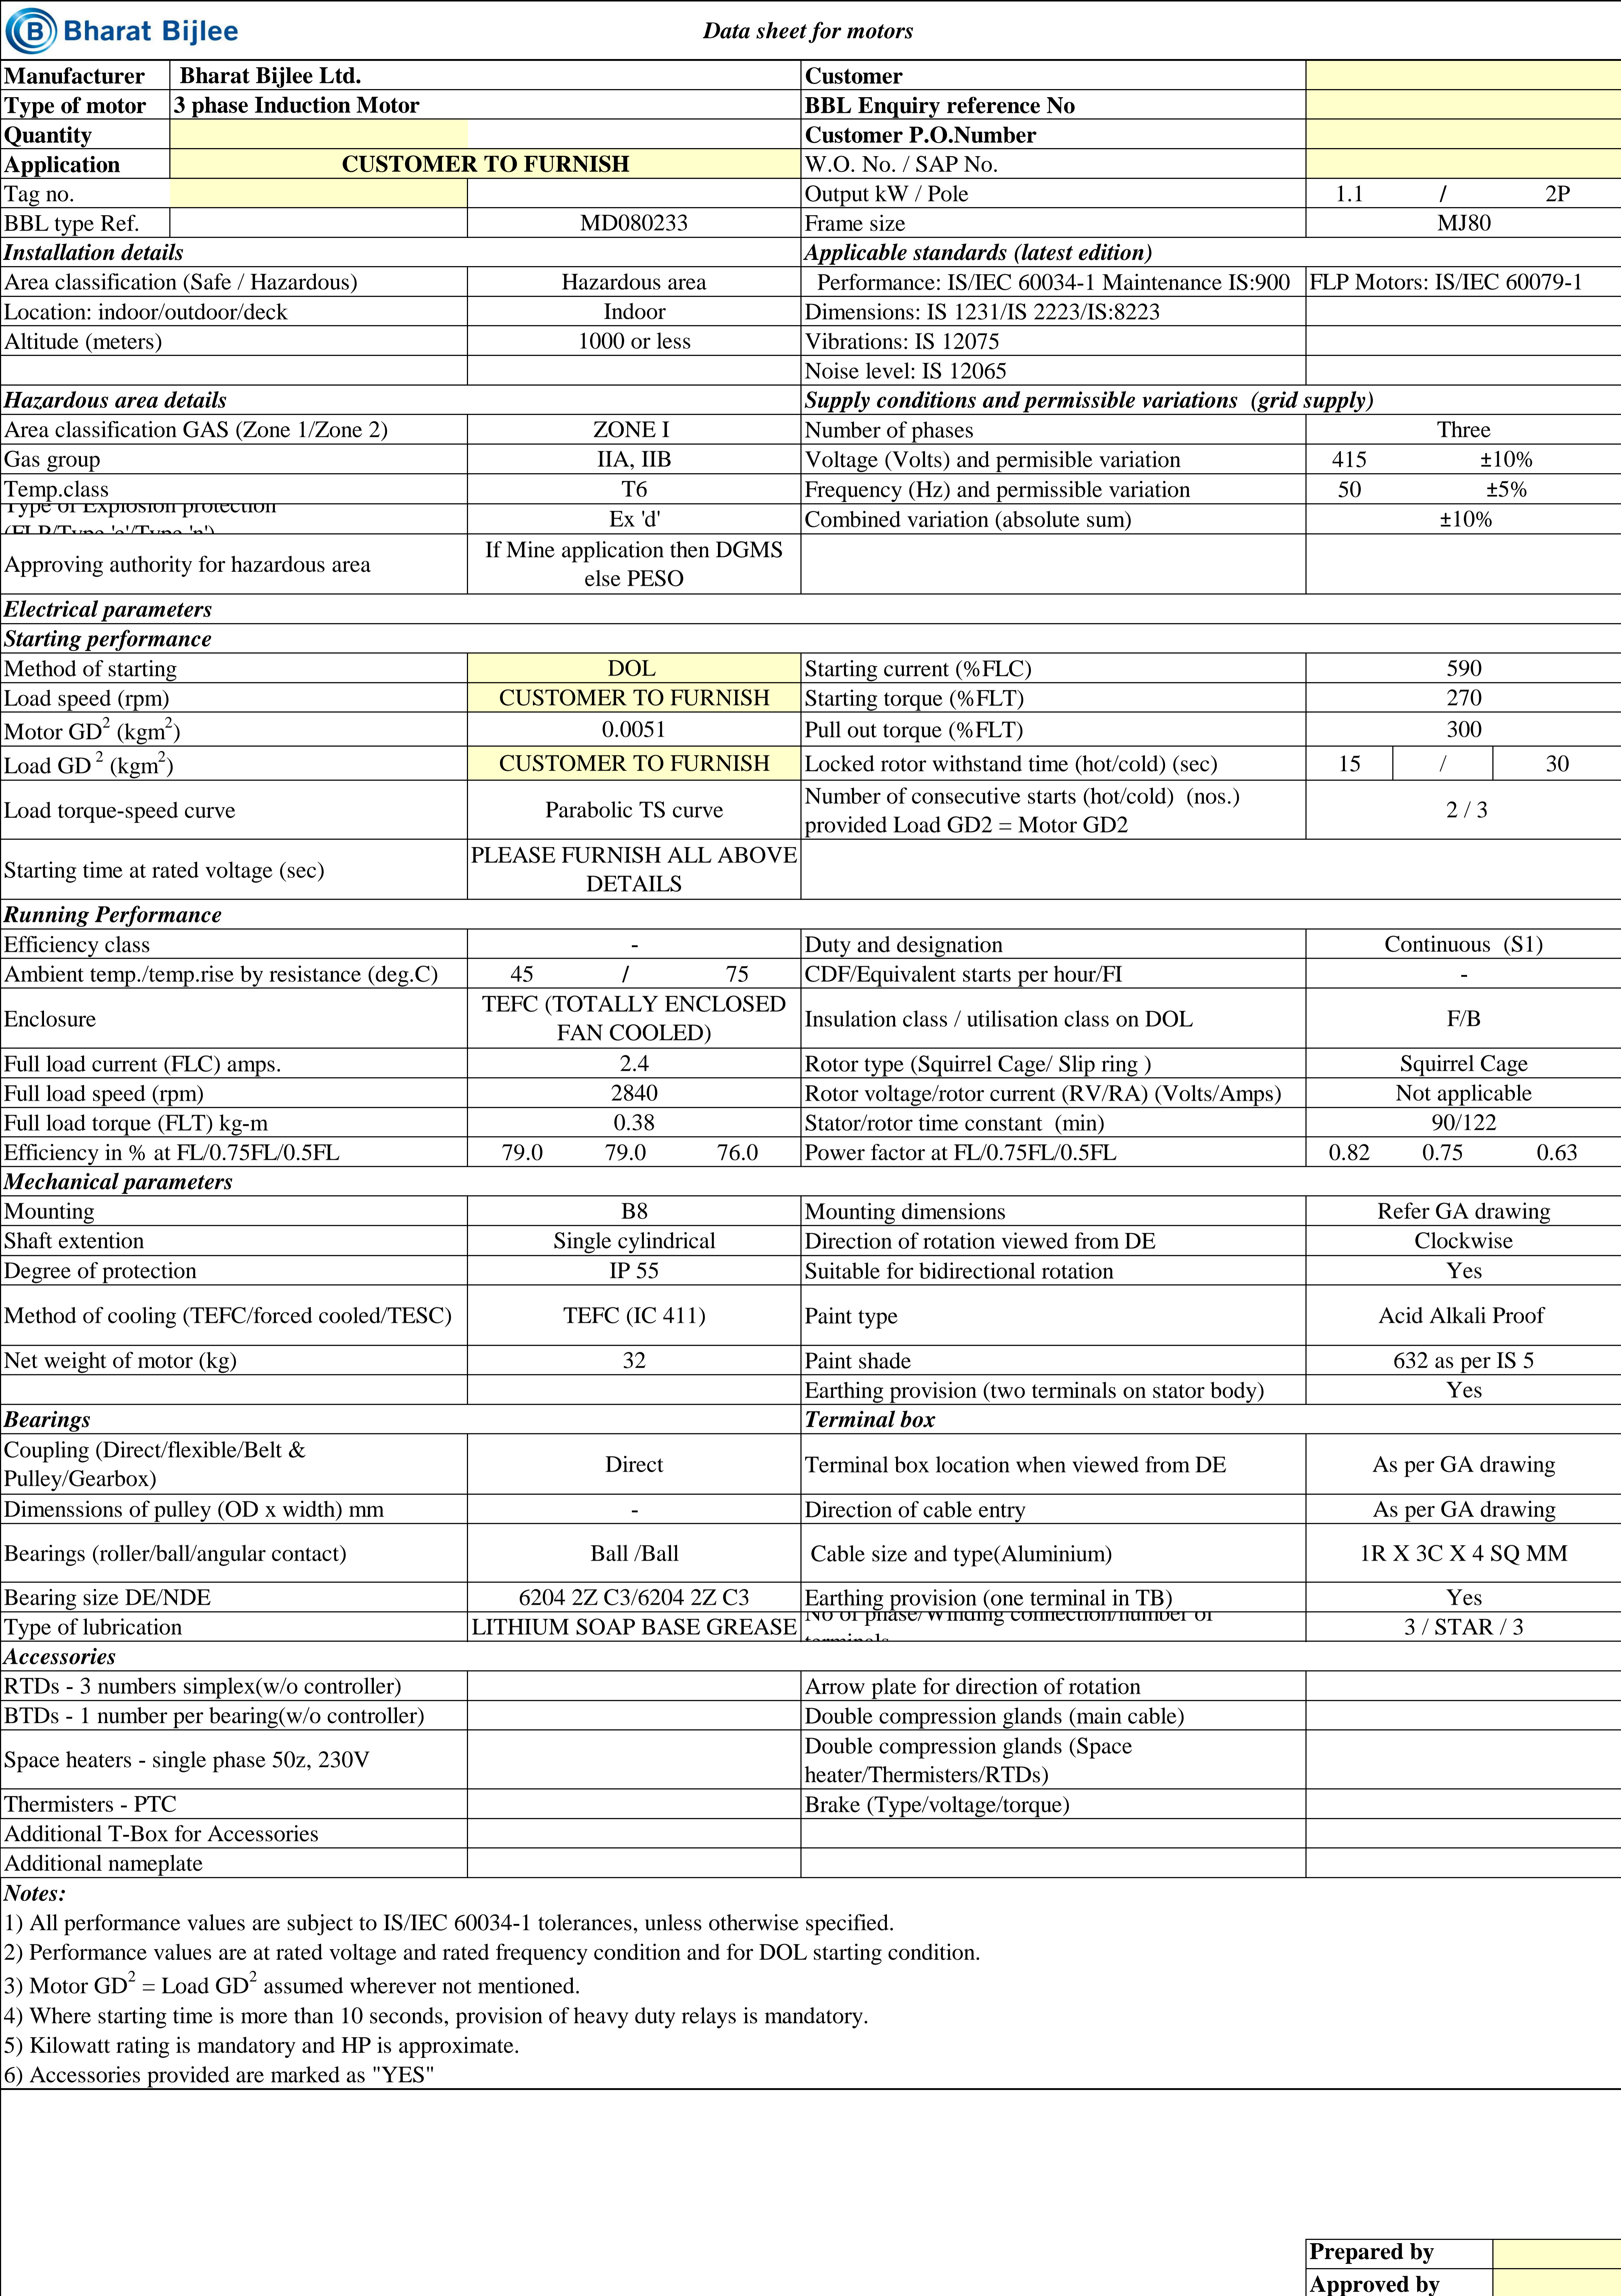 B Bharat Bijlee
Data sheet for motors
Manufacturer Bharat Bijlee Ltd. Customer
Type of motor 3 phase Induction Motor BBL Enquiry reference No
Quantity Customer P.O.Number
Application CUSTOMER TO FURNISH W.O. No. / SAP No.
Tag no. Output kW / Pole 1.1 / 2P
BBL type Ref. MD080233 Frame size MJ80
Installation details Applicable standards (latest edition)
Area classification (Safe / Hazardous) Hazardous area Performance: IS/IEC 60034-1 Maintenance IS:900 FLP Motors: IS/IEC 60079-1
Location: indoor/outdoor/deck Indoor Dimensions: IS 1231/IS 2223/IS:8223
Altitude (meters) 1000 or less Vibrations: IS 12075
Noise level: IS 12065
Hazardous area details Supply conditions and permissible variations (grid supply)
Area classification GAS (Zone 1/Zone 2) ZONE I Number of phases Three
Gas group IIA, IIB Voltage (Volts) and permisible variation 415 ±10%
Temp.class T6 Frequency (Hz) and permissible variation 50 ±5%
Type of Explosion protection
(FLP/Type 'e'/Type 'n') Ex 'd' Combined variation (absolute sum) ±10%
Approving authority for hazardous area If Mine application then DGMS
else PESO
Electrical parameters
Starting performance
Method of starting DOL Starting current (%FLC) 590
Load speed (rpm) CUSTOMER TO FURNISH Starting torque (%FLT) 270
Motor GD² (kgm²) 0.0051 Pull out torque (%FLT) 300
Load GD ² (kgm²) CUSTOMER TO FURNISH Locked rotor withstand time (hot/cold) (sec) 15 / 30
Load torque-speed curve Parabolic TS curve Number of consecutive starts (hot/cold) (nos.)
provided Load GD2 = Motor GD2 2 / 3
Starting time at rated voltage (sec) PLEASE FURNISH ALL ABOVE
DETAILS
Running Performance
Efficiency class - Duty and designation Continuous (S1)
Ambient temp./temp.rise by resistance (deg.C) 45 / 75 CDF/Equivalent starts per hour/FI -
Enclosure TEFC (TOTALLY ENCLOSED
FAN COOLED) Insulation class / utilisation class on DOL F/B
Full load current (FLC) amps. 2.4 Rotor type (Squirrel Cage/ Slip ring ) Squirrel Cage
Full load speed (rpm) 2840 Rotor voltage/rotor current (RV/RA) (Volts/Amps) Not applicable
Full load torque (FLT) kg-m 0.38 Stator/rotor time constant (min) 90/122
Efficiency in % at FL/0.75FL/0.5FL 79.0 79.0 76.0 Power factor at FL/0.75FL/0.5FL 0.82 0.75 0.63
Mechanical parameters
Mounting B8 Mounting dimensions Refer GA drawing
Shaft extention Single cylindrical Direction of rotation viewed from DE Clockwise
Degree of protection IP 55 Suitable for bidirectional rotation Yes
Method of cooling (TEFC/forced cooled/TESC) TEFC (IC 411) Paint type Acid Alkali Proof
Net weight of motor (kg) 32 Paint shade 632 as per IS 5
Earthing provision (two terminals on stator body) Yes
Bearings Terminal box
Coupling (Direct/flexible/Belt &
Pulley/Gearbox) Direct Terminal box location when viewed from DE As per GA drawing
Dimenssions of pulley (OD x width) mm - Direction of cable entry As per GA drawing
Bearings (roller/ball/angular contact) Ball /Ball Cable size and type(Aluminium) 1R X 3C X 4 SQ MM
Bearing size DE/NDE 6204 2Z C3/6204 2Z C3 Earthing provision (one terminal in TB) Yes
Type of lubrication LITHIUM SOAP BASE GREASE No of phase/Winding connection/number of
terminals 3 / STAR / 3
Accessories
RTDs - 3 numbers simplex(w/o controller) Arrow plate for direction of rotation
BTDs - 1 number per bearing(w/o controller) Double compression glands (main cable)
Space heaters - single phase 50z, 230V Double compression glands (Space
heater/Thermisters/RTDs)
Thermisters - PTC Brake (Type/voltage/torque)
Additional T-Box for Accessories
Additional nameplate
Notes:
1) All performance values are subject to IS/IEC 60034-1 tolerances, unless otherwise specified.
2) Performance values are at rated voltage and rated frequency condition and for DOL starting condition.
3) Motor GD² = Load GD² assumed wherever not mentioned.
4) Where starting time is more than 10 seconds, provision of heavy duty relays is mandatory.
5) Kilowatt rating is mandatory and HP is approximate.
6) Accessories provided are marked as "YES"
Prepared by
Approved by